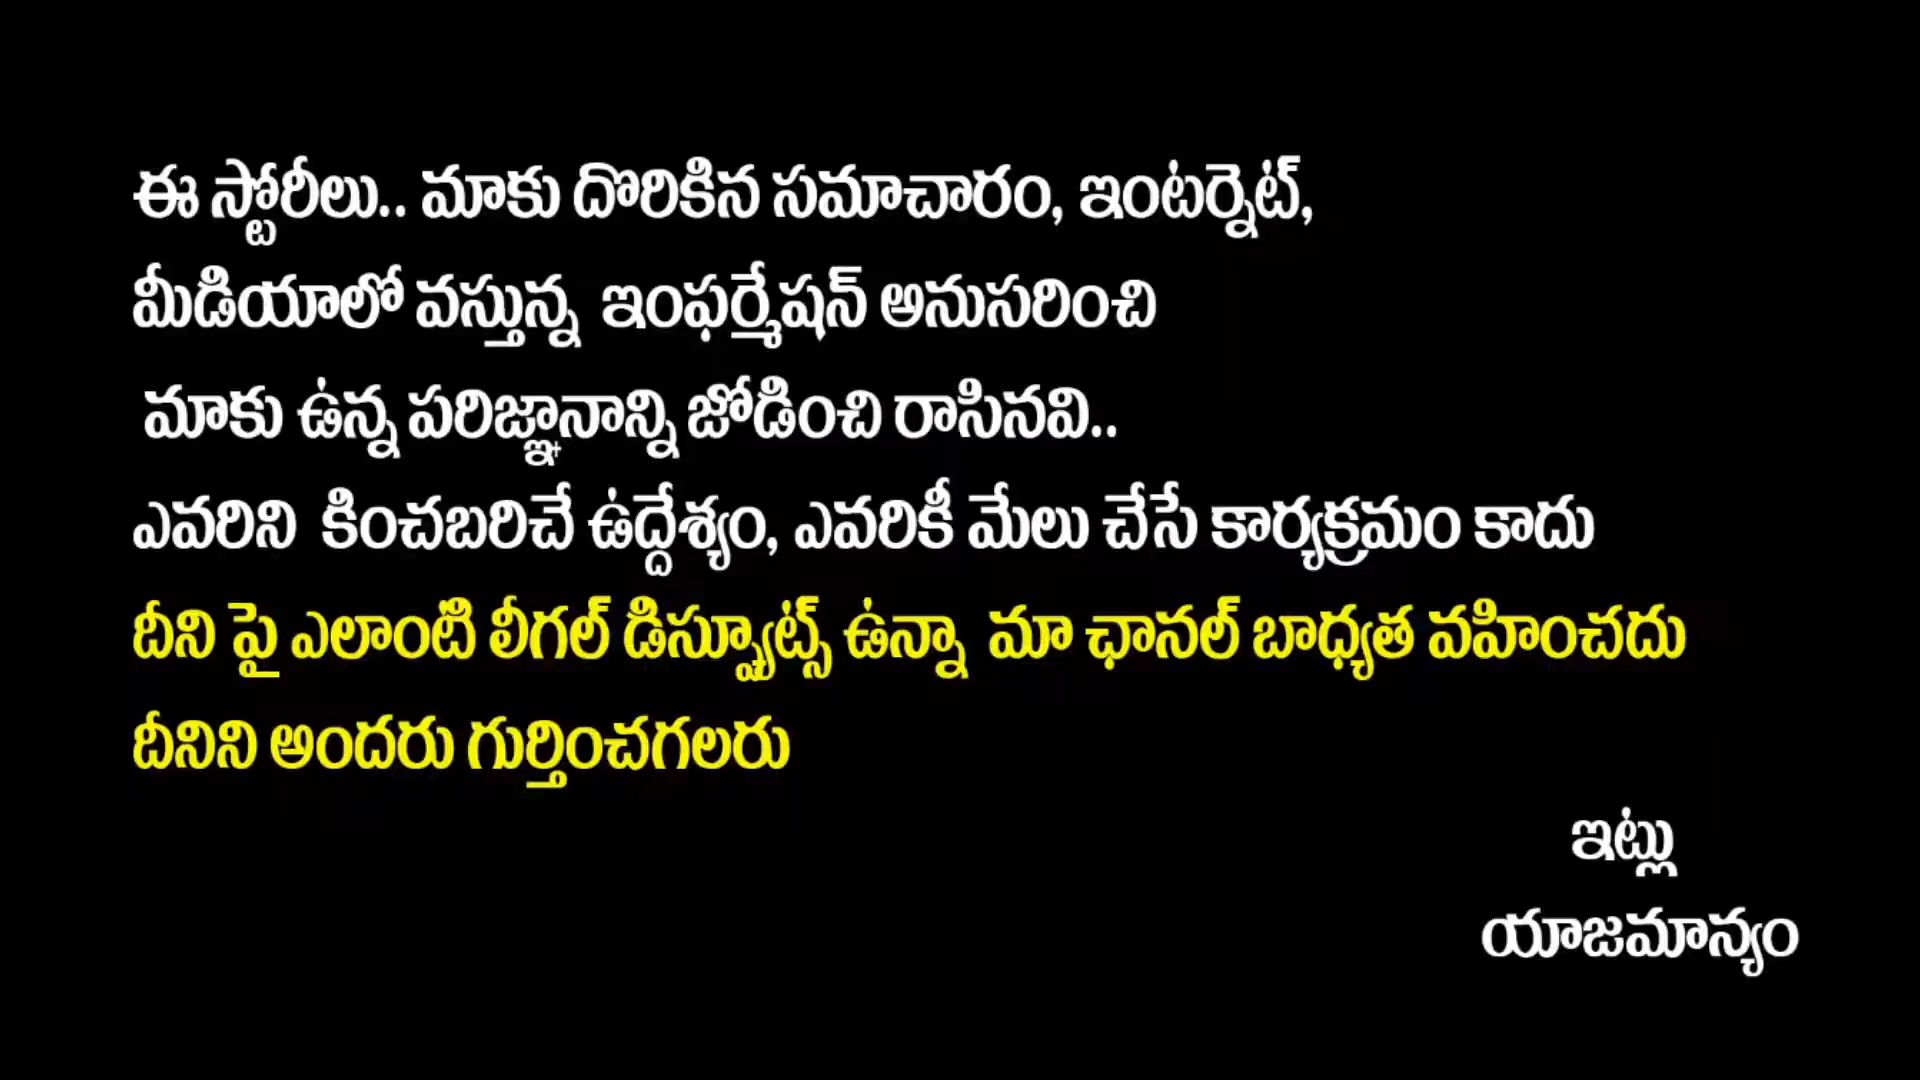 ఈ స్టోరీలు.. మాకు దొరికిన సమాచారం, ఇంటర్నెట్,
మీడియాలో వస్తున్న ఇంఫర్మేషన్ అనుసరించి
మాకు ఉన్న పరిజ్ఞానాన్ని జోడించి రాసినవి..
ఎవరిని కించబరిచే ఉద్దేశ్యం, ఎవరికీ మేలు చేసే కార్యక్రమం కాదు
దీని పై ఎలాంటి లీగల్ డిస్ప్యూట్స్ ఉన్నా మా ఛానల్ బాధ్యత వహించదు
దీనిని అందరు గుర్తించగలరు
ఇట్లు
యాజమాన్యం